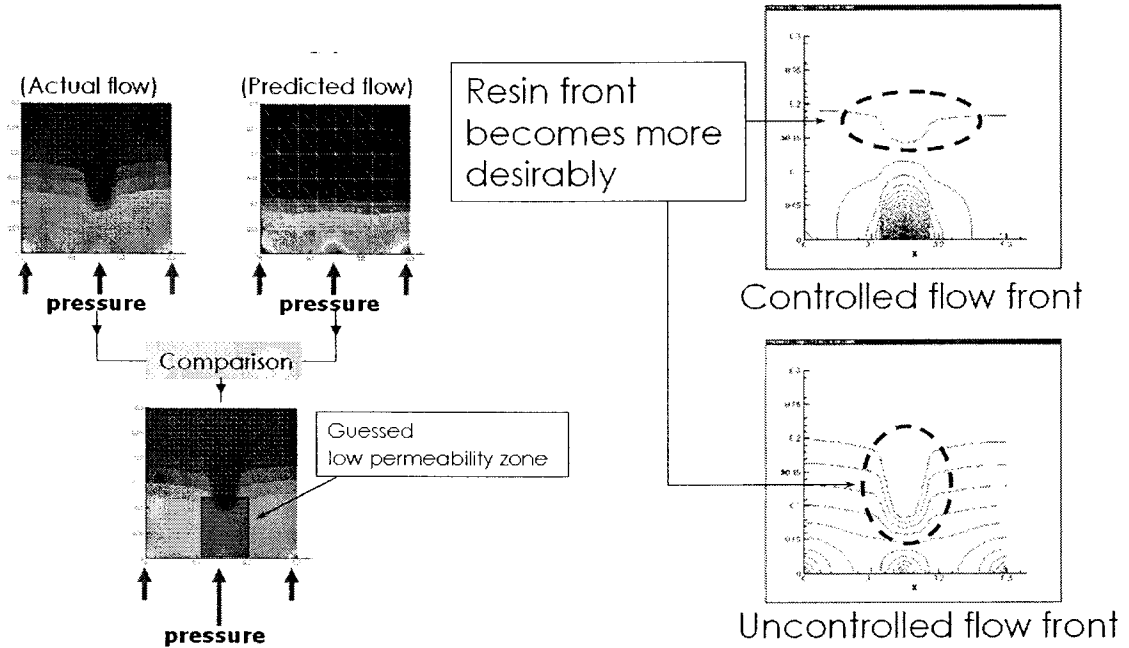 (Actual flow)
(Predicted flow)
pressure
pressure
Comparison
Guessed
low permeability zone
pressure
Resin front
becomes more
desirably
x
Controlled flow front
x
Uncontrolled flow front